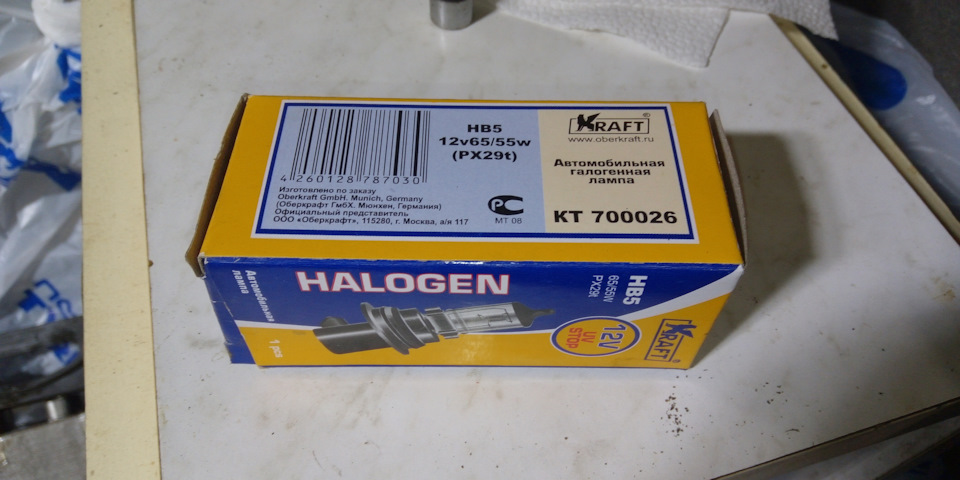 4 260128 787030
HB5
12v65/55w
(PX29t)
Изготовлено по заказу
Oberkraft GmbH. Munich, Germany
(Оберкрафт ГмбХ. Мюнхен, Германия)
Официальный представитель
ООО «Оберкрафт», 115280, г. Москва, а/я 117
РС
МТ 08
KRAFT®
www.oberkraft.ru
Автомобильная
галогенная
лампа
KT 700026
Автомобильная
лампа
1 pcs
HALOGEN
HB5
65/55W
PX29t
12V
UV
STOP
KRAFT